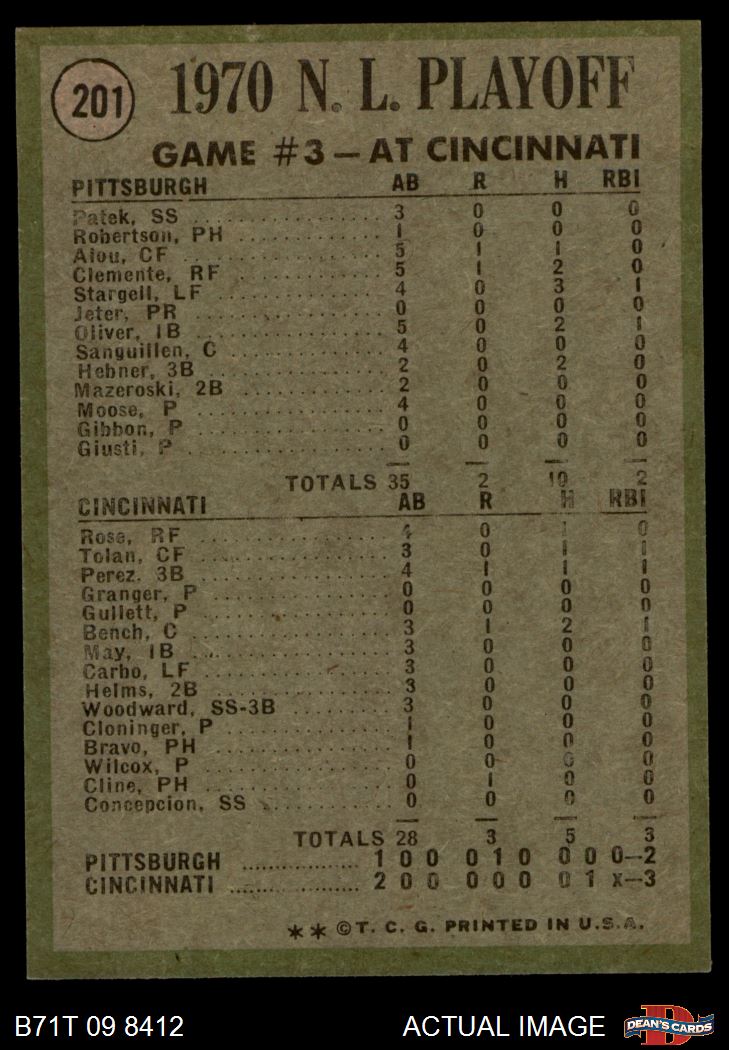 201
1970 N. L. PLAYOFF
GAME #3 – AT CINCINNATI
PITTSBURGH AB R H RBI
Patek, SS 3 0 0 0
Robertson, PH 1 0 0 0
Alou, CF 5 1 1 0
Clemente, RF 5 1 2 0
Stargell, LF 4 0 3 1
Jeter, PR 0 0 0 0
Oliver, 1B 5 0 2 1
Sanguillen, C 4 0 0 0
Hebner, 3B 2 0 2 0
Mazeroski, 2B 2 0 0 0
Moose, P 4 0 0 0
Gibbon, P 0 0 0 0
Giusti, P 0 0 0 0
TOTALS 35 2 10 2
CINCINNATI AB R H RBI
Rose, RF 4 0 1 0
Tolan, CF 3 0 1 1
Perez. 3B 4 1 1 1
Granger, P 0 0 0 0
Gullett, P 0 0 0 0
Bench, C 3 1 2 1
May, 1B 3 0 0 0
Carbo, LF 3 0 0 0
Helms, 2B 3 0 0 0
Woodward, SS-3B 3 0 0 0
Cloninger, P 1 0 0 0
Bravo, PH 1 0 0 0
Wilcox, P 0 0 0 0
Cline, PH 0 1 0 0
Concepcion, SS 0 0 0 0
TOTALS 28 3 5 3
PITTSBURGH 1 0 0 0 1 0 0 0 0—2
CINCINNATI 2 0 0 0 0 0 0 1 x—3
** © T. C. G. PRINTED IN U.S.A.
B71T 09 8412 ACTUAL IMAGE D DEAN'S CARDS